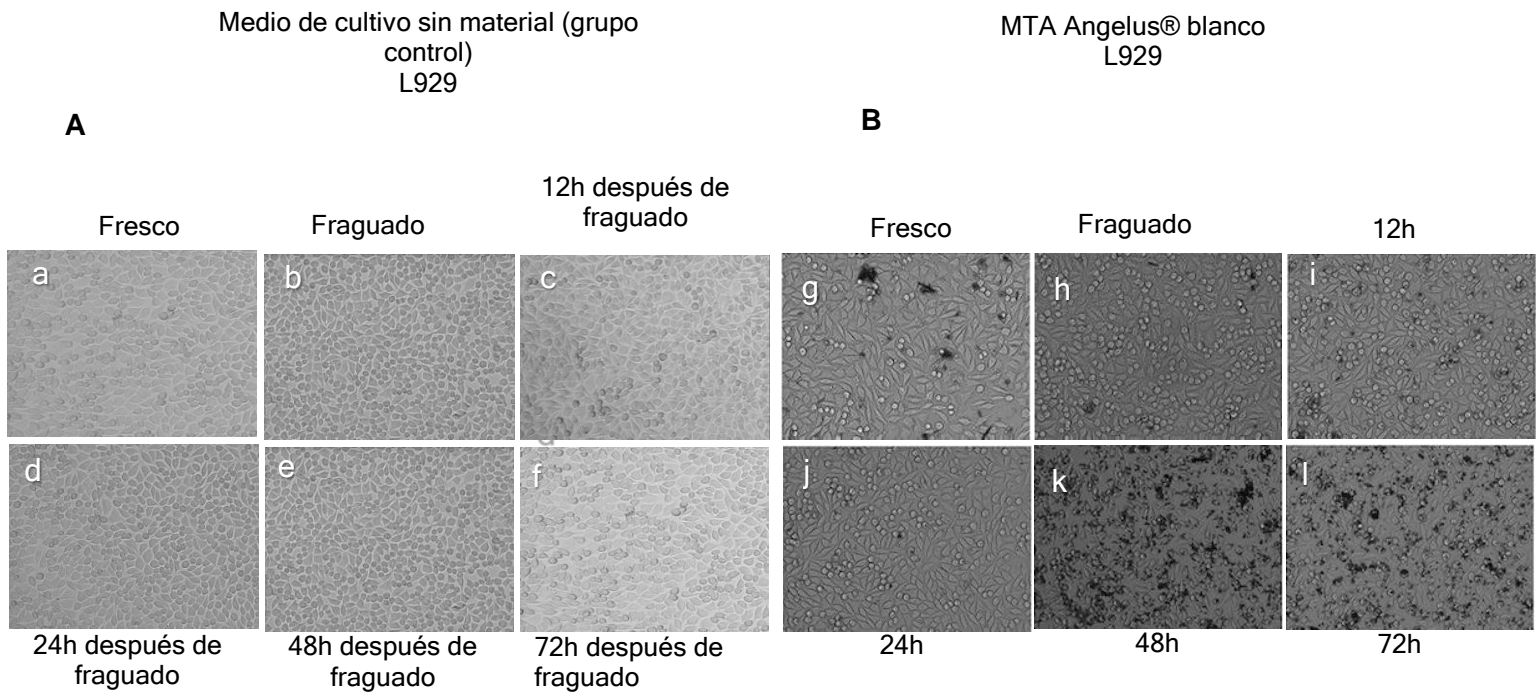 Medio de cultivo sin material (grupo
control)
L929
MTA Angelus® blanco
L929
A
B
Fresco
Fraguado
12h después de
fraguado
Fresco
Fraguado
12h
a
b
c
g
h
i
d
e
f
j
k
l
24h después de
fraguado
48h después de
fraguado
72h después de
fraguado
24h
48h
72h